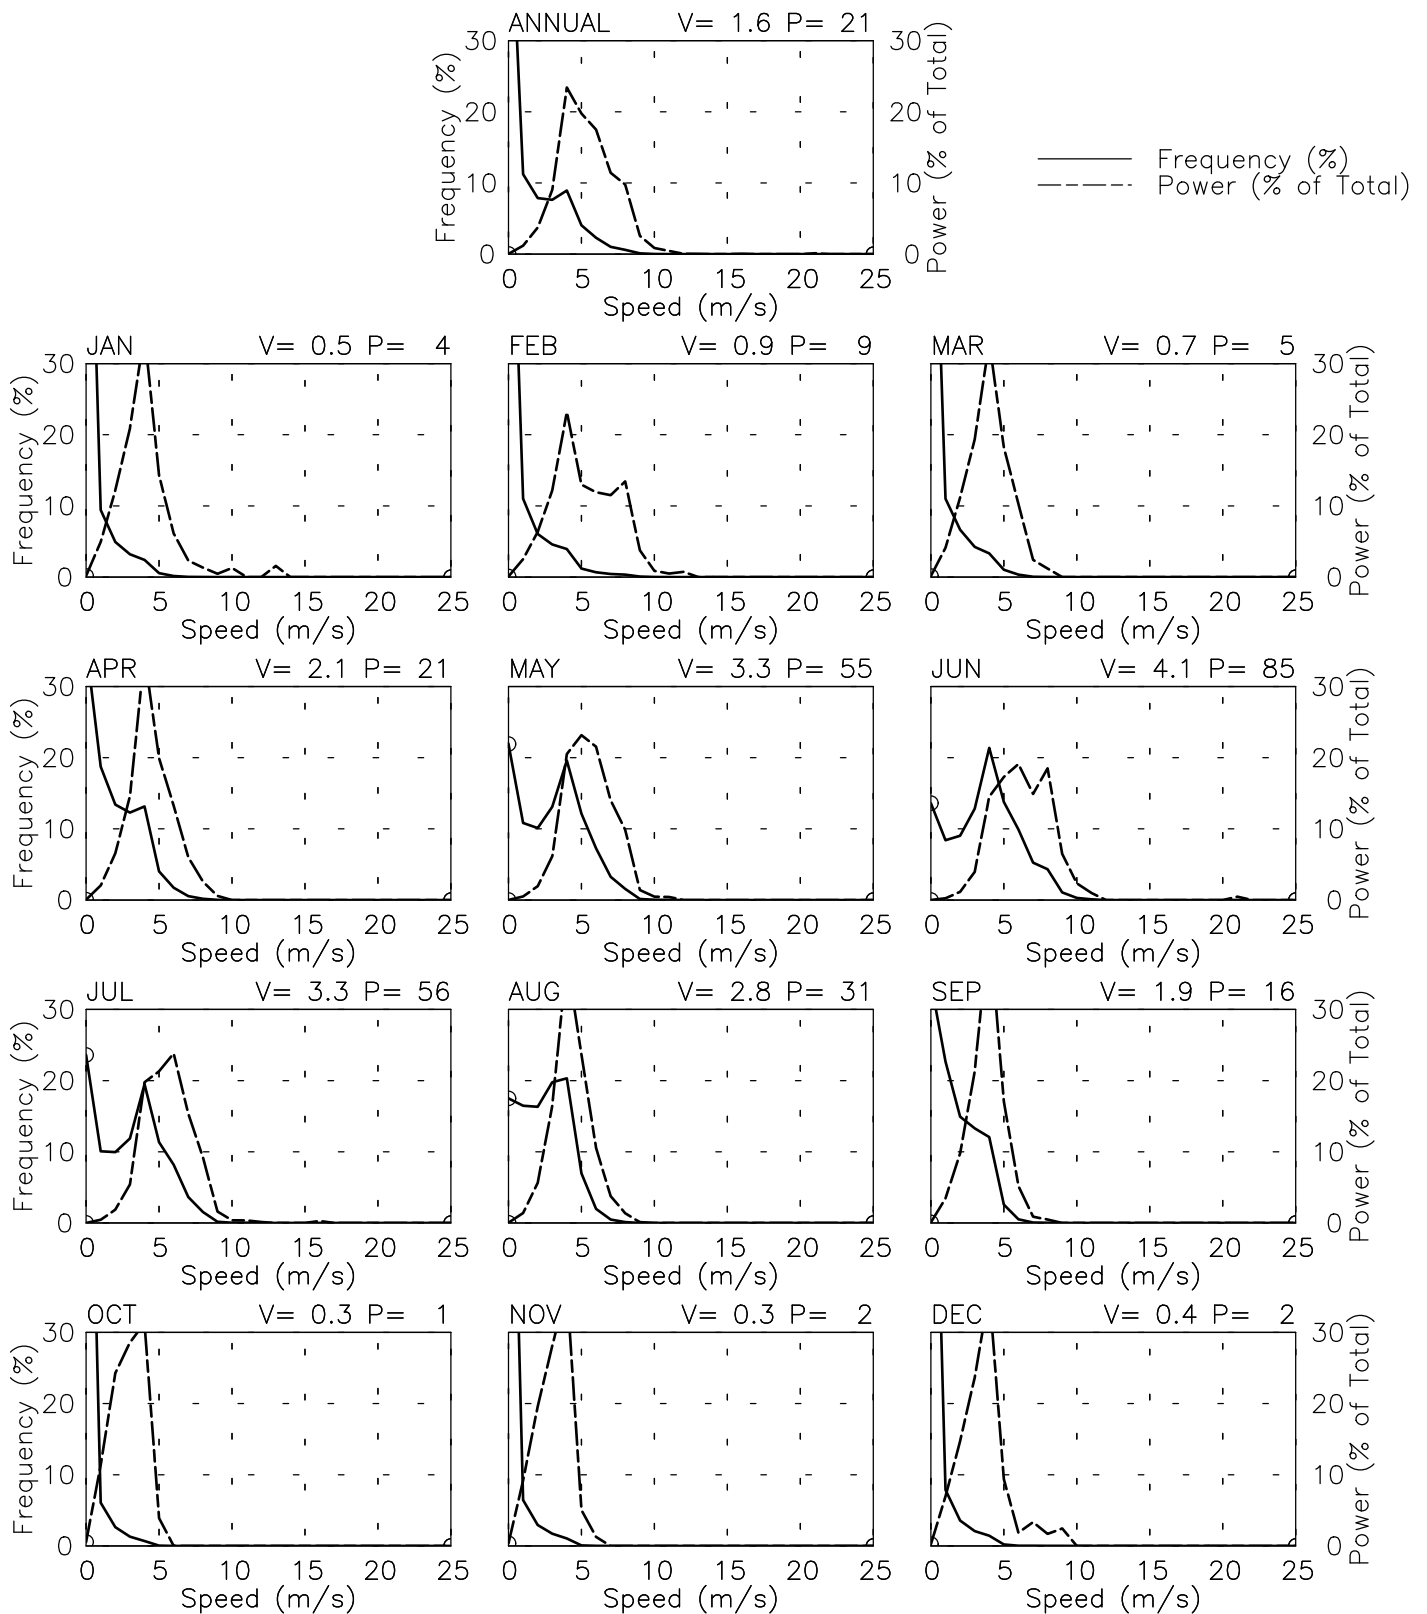 ANNUAL V= 1.6 P= 21
30 30
20 20
10 10
0 0
Frequency (%)
Power (% of Total)
0 5 10 15 20 25
Speed (m/s)
Frequency (%)
Power (% of Total)
JAN V= 0.5 P= 4
FEB V= 0.9 P= 9
MAR V= 0.7 P= 5
30 30
20 20
10 10
0 0
Frequency (%)
Power (% of Total)
0 5 10 15 20 25
0 5 10 15 20 25
0 5 10 15 20 25
Speed (m/s)
Speed (m/s)
Speed (m/s)
APR V= 2.1 P= 21
MAY V= 3.3 P= 55
JUN V= 4.1 P= 85
30 30
20 20
10 10
0 0
Frequency (%)
Power (% of Total)
0 5 10 15 20 25
0 5 10 15 20 25
0 5 10 15 20 25
Speed (m/s)
Speed (m/s)
Speed (m/s)
JUL V= 3.3 P= 56
AUG V= 2.8 P= 31
SEP V= 1.9 P= 16
30 30
20 20
10 10
0 0
Frequency (%)
Power (% of Total)
0 5 10 15 20 25
0 5 10 15 20 25
0 5 10 15 20 25
Speed (m/s)
Speed (m/s)
Speed (m/s)
OCT V= 0.3 P= 1
NOV V= 0.3 P= 2
DEC V= 0.4 P= 2
30 30
20 20
10 10
0 0
Frequency (%)
Power (% of Total)
0 5 10 15 20 25
0 5 10 15 20 25
0 5 10 15 20 25
Speed (m/s)
Speed (m/s)
Speed (m/s)